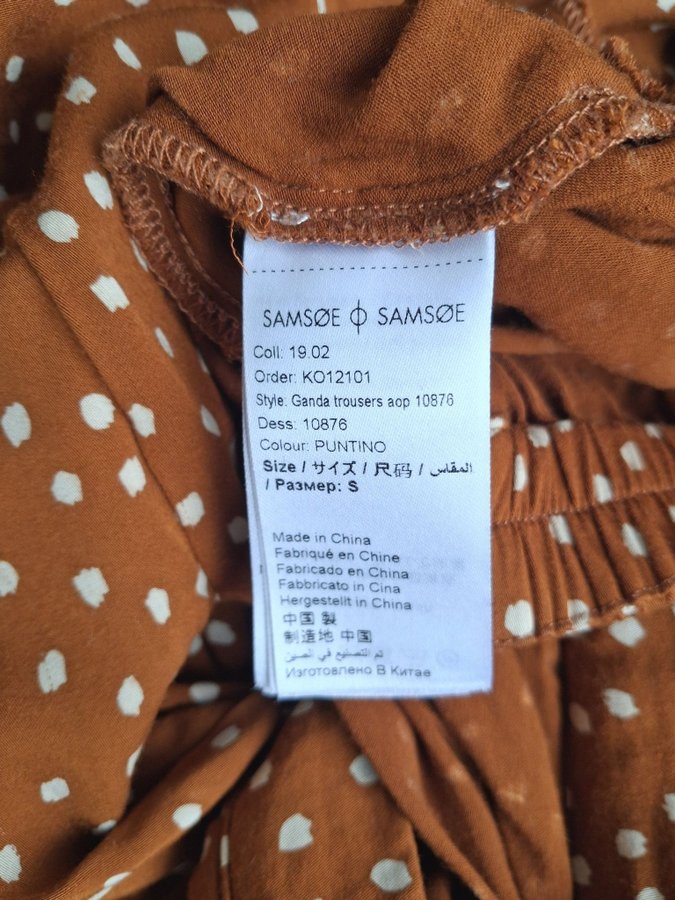 SAMSØE ϕ SAMSØE
Coll: 19.02
Order: KO12101
Style: Ganda trousers aop 10876
Dess: 10876
Colour: PUNTINO
Size / サイズ / 尺码 / المقاس
/ Размер: S
Made in China
Fabriqué en Chine
Fabricado en China
Fabbricato in Cina
Hergestellt in China
中国 製
制造地 中国
تم التصنيع في الصين
Изготовлено В Китае